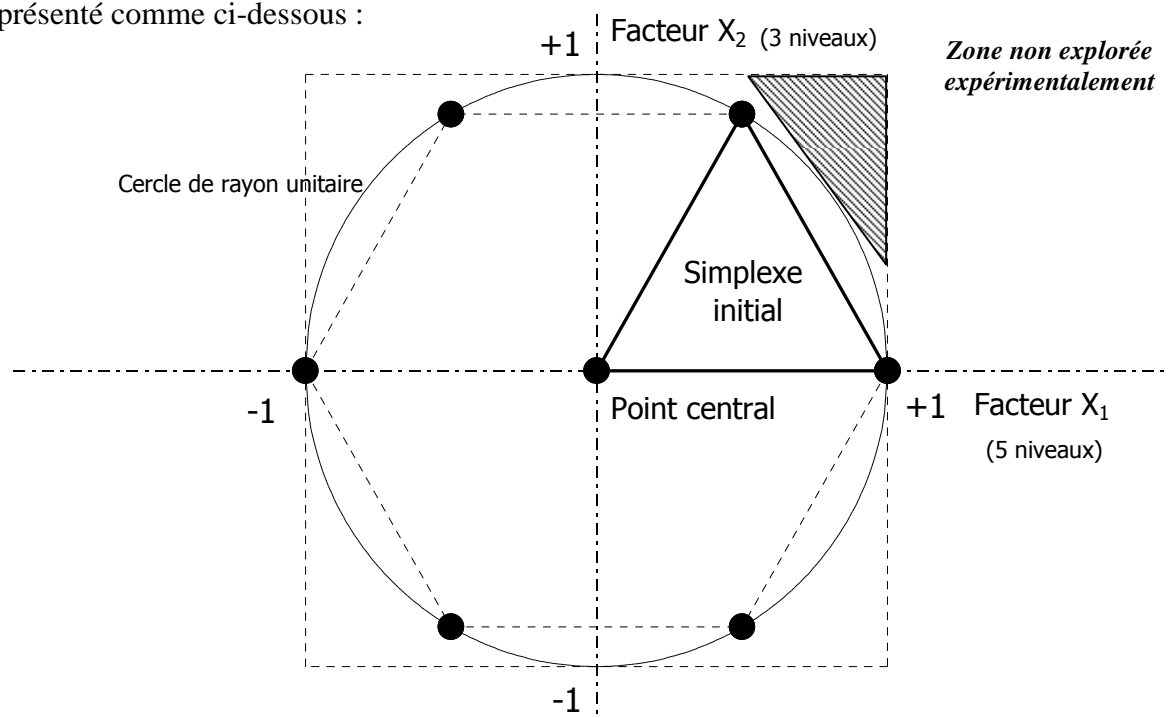 présenté comme ci-dessous :
+1 Facteur X₂ (3 niveaux)
Zone non explorée
expérimentalement
Cercle de rayon unitaire
Simplexe
initial
-1
Point central
+1 Facteur X₁
(5 niveaux)
-1